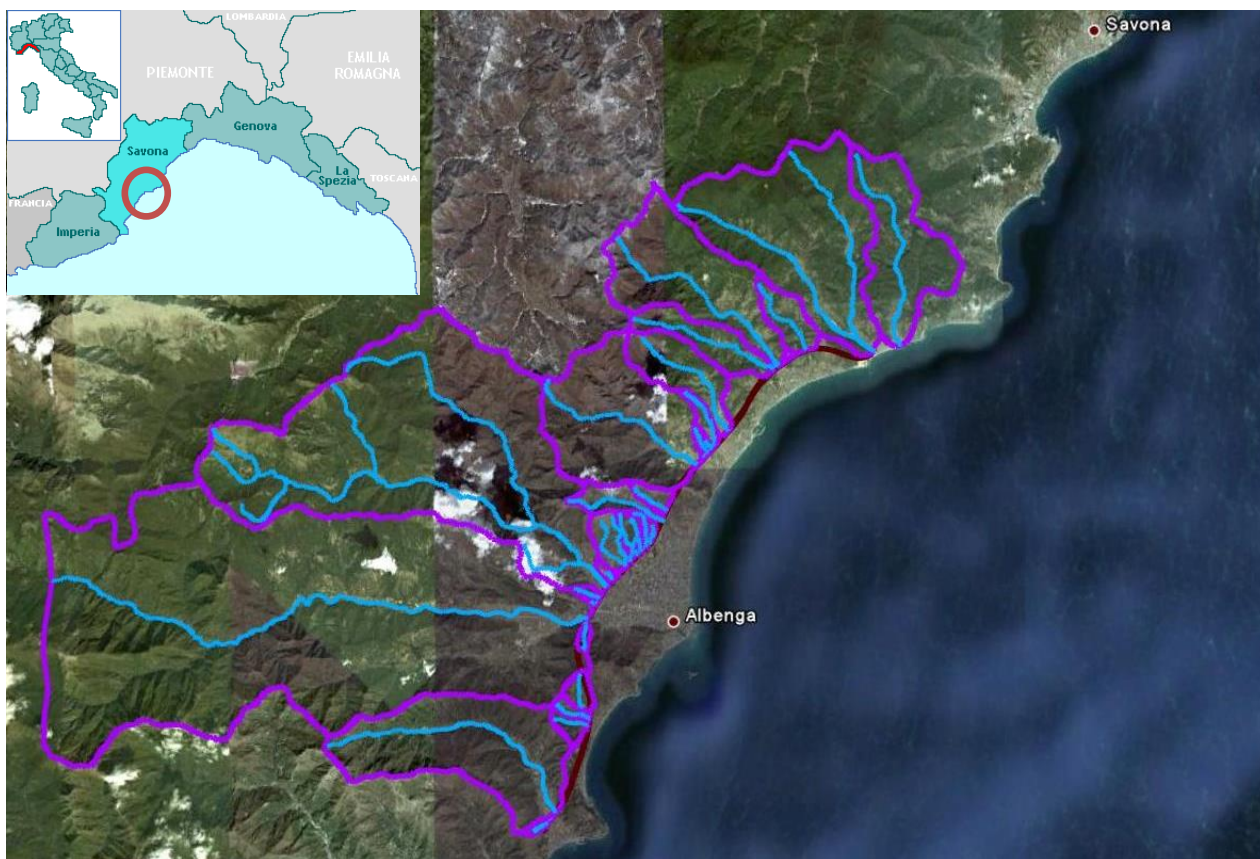 LOMBARDIA
PIEMONTE
EMILIA
ROMAGNA
Genova
Savona
La
Spezia
TOSCANA
FRANCIA
Imperia
Savona
Albenga